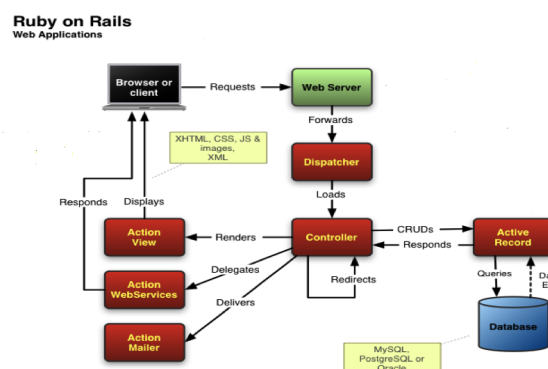 Ruby on Rails
Web Applications
Browser or
client
Requests
Web Server
Forwards
XHTML, CSS, JS &
images,
XML
Dispatcher
Loads
Responds
Displays
Action
View
Renders
Controller
CRUDs
Responds
Active
Record
Delegates
Redirects
Queries
Action
WebServices
Delivers
Database
Action
Mailer
MySQL,
PostgreSQL or
Oracle